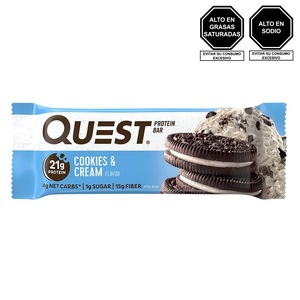 ALTO EN
GRASAS
SATURADAS
EVITAR SU CONSUMO
EXCESIVO
ALTO EN
SODIO
EVITAR SU CONSUMO
EXCESIVO
QUEST
PROTEIN
BAR
21g
PROTEIN
COOKIES &
CREAM
FLAVOR
4g NET CARBS* | 1g SUGAR | 15g FIBER